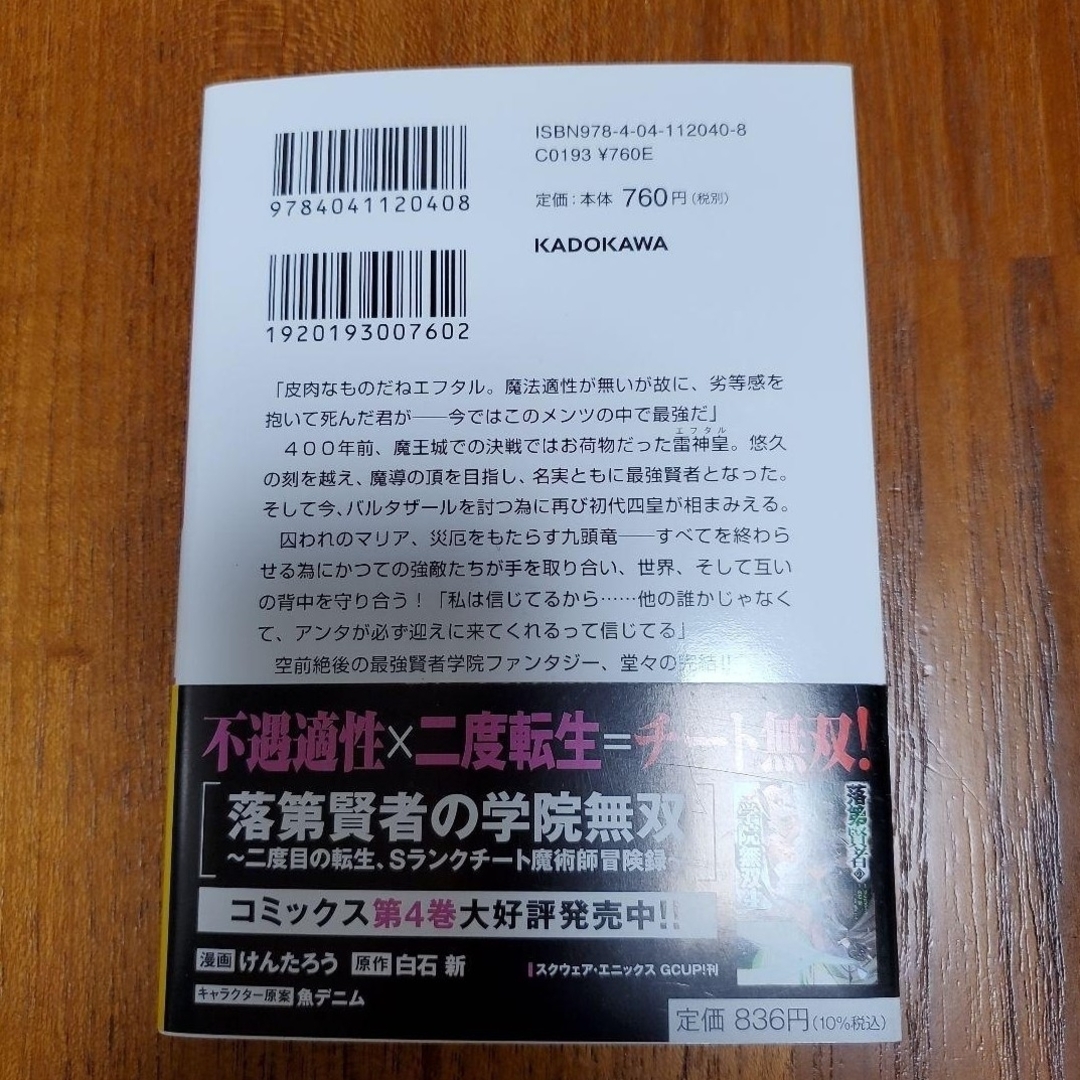 ISBN978-4-04-112040-8
C0193 ¥760E
9784041120408
定価:本体 760円(税別)
KADOKAWA
1920193007602
「皮肉なものだねエフタル。魔法適性が無いが故に、劣等感を
抱いて死んだ君が──今ではこのメンツの中で最強だ」
エフタル
400年前、魔王城での決戦ではお荷物だった雷神皇。悠久
の刻を越え、魔導の頂を目指し、名実ともに最強賢者となった。
そして今、バルタザールを討つ為に再び初代四皇が相まみえる。
囚われのマリア、災厄をもたらす九頭竜──すべてを終わら
せる為にかつての強敵たちが手を取り合い、世界、そして互い
の背中を守り合う!「私は信じてるから……他の誰かじゃなく
て、アンタが必ず迎えに来てくれるって信じてる」
空前絶後の最強賢者学院ファンタジー、堂々の完結!!
不遇適性×二度転生=チート無双!
落第賢者の学院無双
~二度目の転生、Sランクチート魔術師冒険録~
コミックス第4巻大好評発売中!!
漫画 けんたろう 原作 白石 新
スクウェア・エニックス GCUP!刊
キャラクター原案 魚デニム
落第賢者の
学院無双
定価 836円(10%税込)